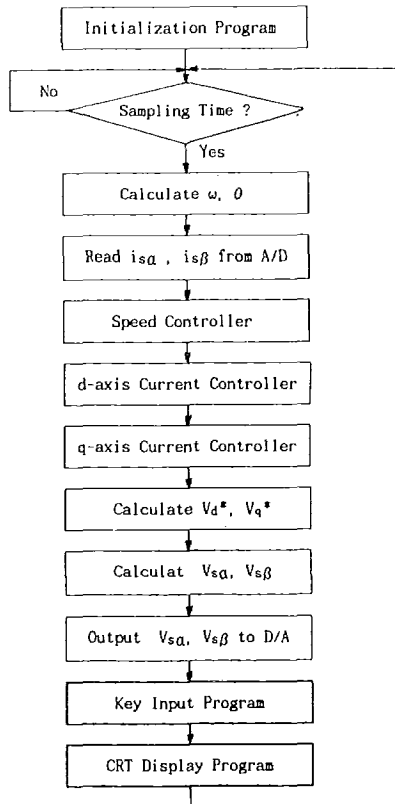 Initialization Program
No
Sampling Time ?
Yes
Calculate ω, θ
Read isα , isβ from A/D
Speed Controller
d-axis Current Controller
q-axis Current Controller
Calculate Vd*, Vq*
Calculat Vsα, Vsβ
Output Vsα, Vsβ to D/A
Key Input Program
CRT Display Program